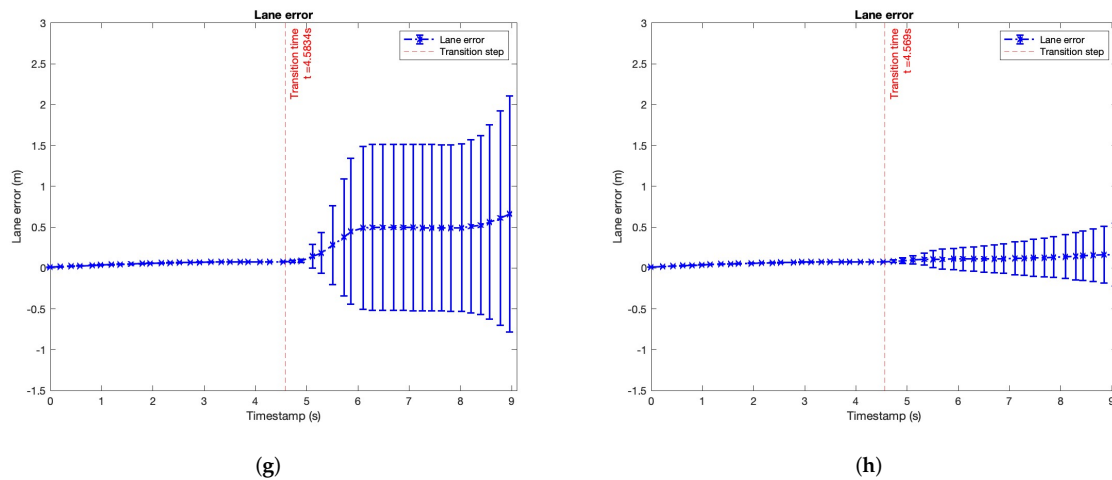 Lane error
3
2.5
2
1.5
1
0.5
0
-0.5
-1
-1.5
Lane error (m)
Transition time
t =4.5834s
Lane error
Transition step
0 1 2 3 4 5 6 7 8 9
Timestamp (s)
(g)
Lane error
3
2.5
2
1.5
1
0.5
0
-0.5
-1
-1.5
Lane error (m)
Transition time
t =4.569s
Lane error
Transition step
0 1 2 3 4 5 6 7 8 9
Timestamp (s)
(h)